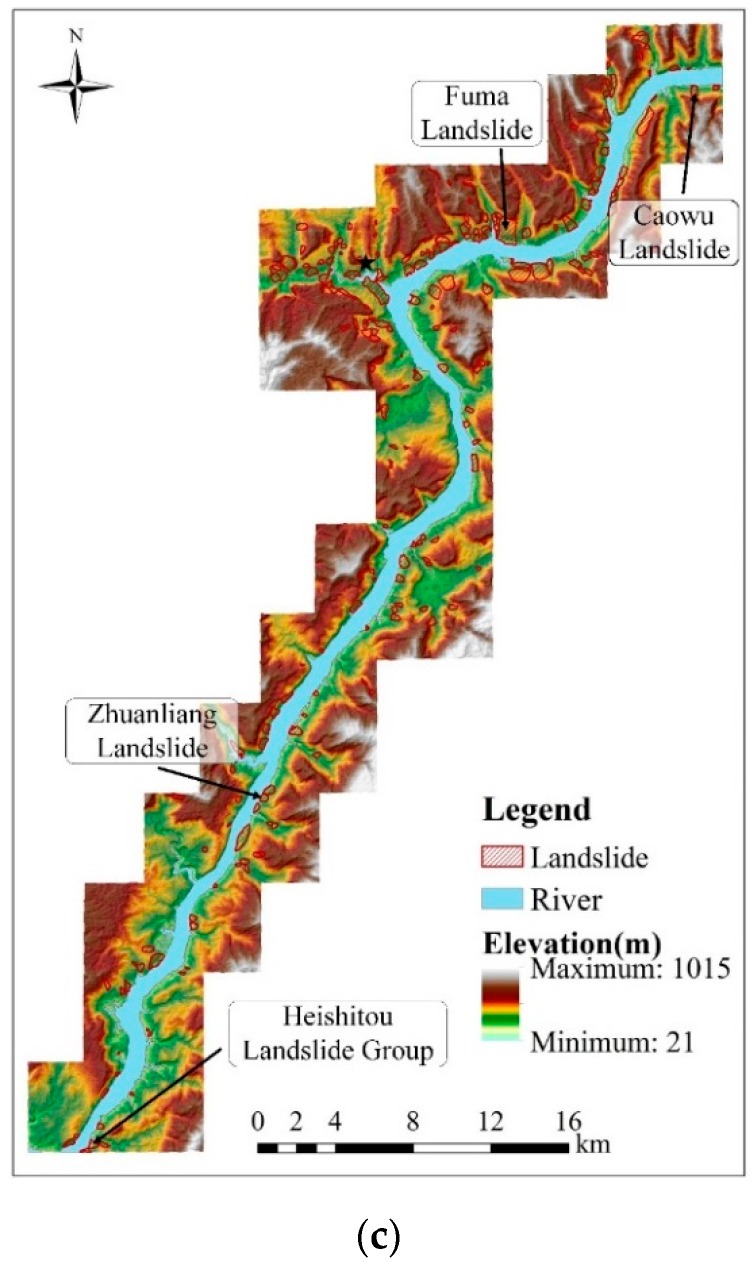 N
Fuma
Landslide
Caowu
Landslide
Zhuanliang
Landslide
Legend
Landslide
River
Elevation(m)
Maximum: 1015
Minimum: 21
Heishitou
Landslide Group
0 2 4 8 12 16
km
(c)